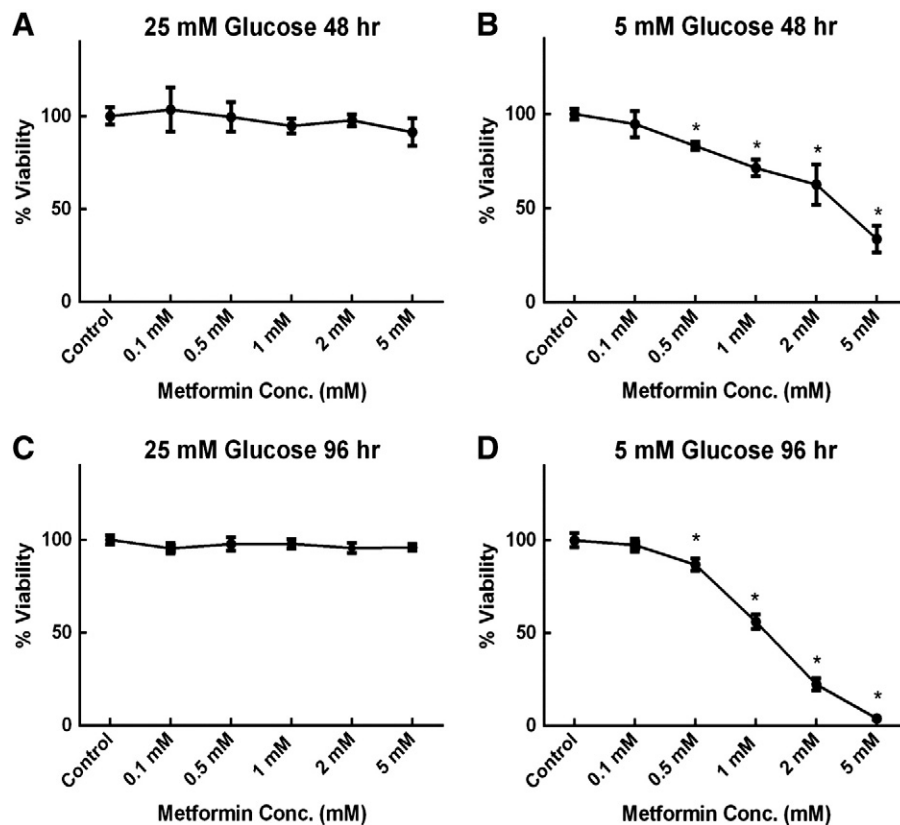 A
25 mM Glucose 48 hr
% Viability
100
50
0
Control
0.1 mM
0.5 mM
1 mM
2 mM
5 mM
Metformin Conc. (mM)
B
5 mM Glucose 48 hr
% Viability
100
50
0
*
*
*
*
Control
0.1 mM
0.5 mM
1 mM
2 mM
5 mM
Metformin Conc. (mM)
C
25 mM Glucose 96 hr
% Viability
100
50
0
Control
0.1 mM
0.5 mM
1 mM
2 mM
5 mM
Metformin Conc. (mM)
D
5 mM Glucose 96 hr
% Viability
100
50
0
*
*
*
*
Control
0.1 mM
0.5 mM
1 mM
2 mM
5 mM
Metformin Conc. (mM)